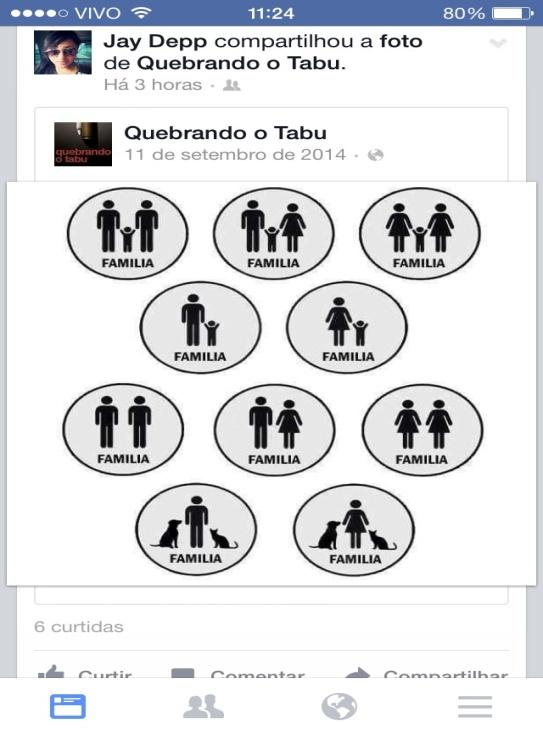 VIVO 11:24 80%
Jay Depp compartilhou a foto
de Quebrando o Tabu.
Há 3 horas ·
quebrando
o tabu
Quebrando o Tabu
11 de setembro de 2014 ·
FAMILIA FAMILIA FAMILIA
FAMILIA FAMILIA
FAMILIA FAMILIA FAMILIA
FAMILIA FAMILIA
6 curtidas
Curtir Comentar Compartilhar